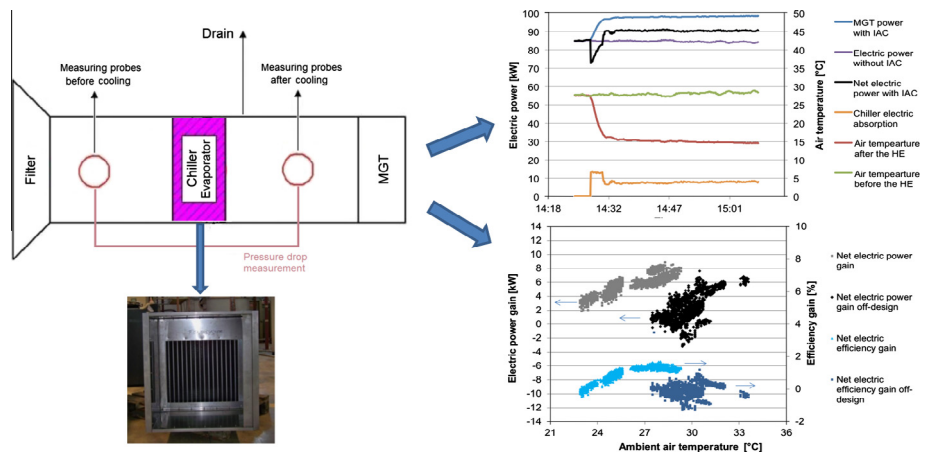 Drain
Measuring probes
before cooling
Measuring probes
after cooling
Filter
Chiller
Evaporator
MGT
Pressure drop
measurement
Electric power [kW]
100
90
80
70
60
50
40
30
20
10
0
50
45
40
35
30
25
20
15
10
5
0
Air temperature [°C]
14:18
14:32
14:47
15:01
MGT power
with IAC
Electric power
without IAC
Net electric
power with IAC
Chiller electric
absorption
Air tempearture
after the HE
Air tempearture
before the HE
Electric power gain [kW]
14
12
10
8
6
4
2
0
-2
-4
-6
-8
-10
-12
-14
10
8
6
4
2
0
-2
Efficiency gain [%]
21
24
27
30
33
36
Ambient air temperature [°C]
Net electric power
gain
Net electric power
gain off-design
Net electric
efficiency gain
Net electric
efficiency gain off-
design